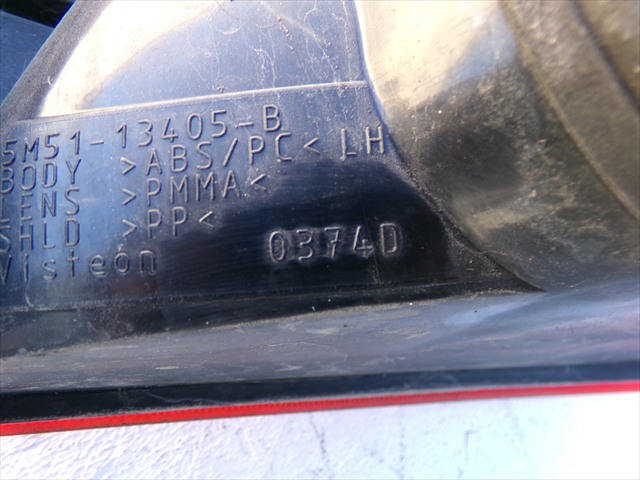 5M51-13405-B
BODY >ABS/PC< LH
LENS >PMMA<
SHLD >PP<
Visteon 0374D